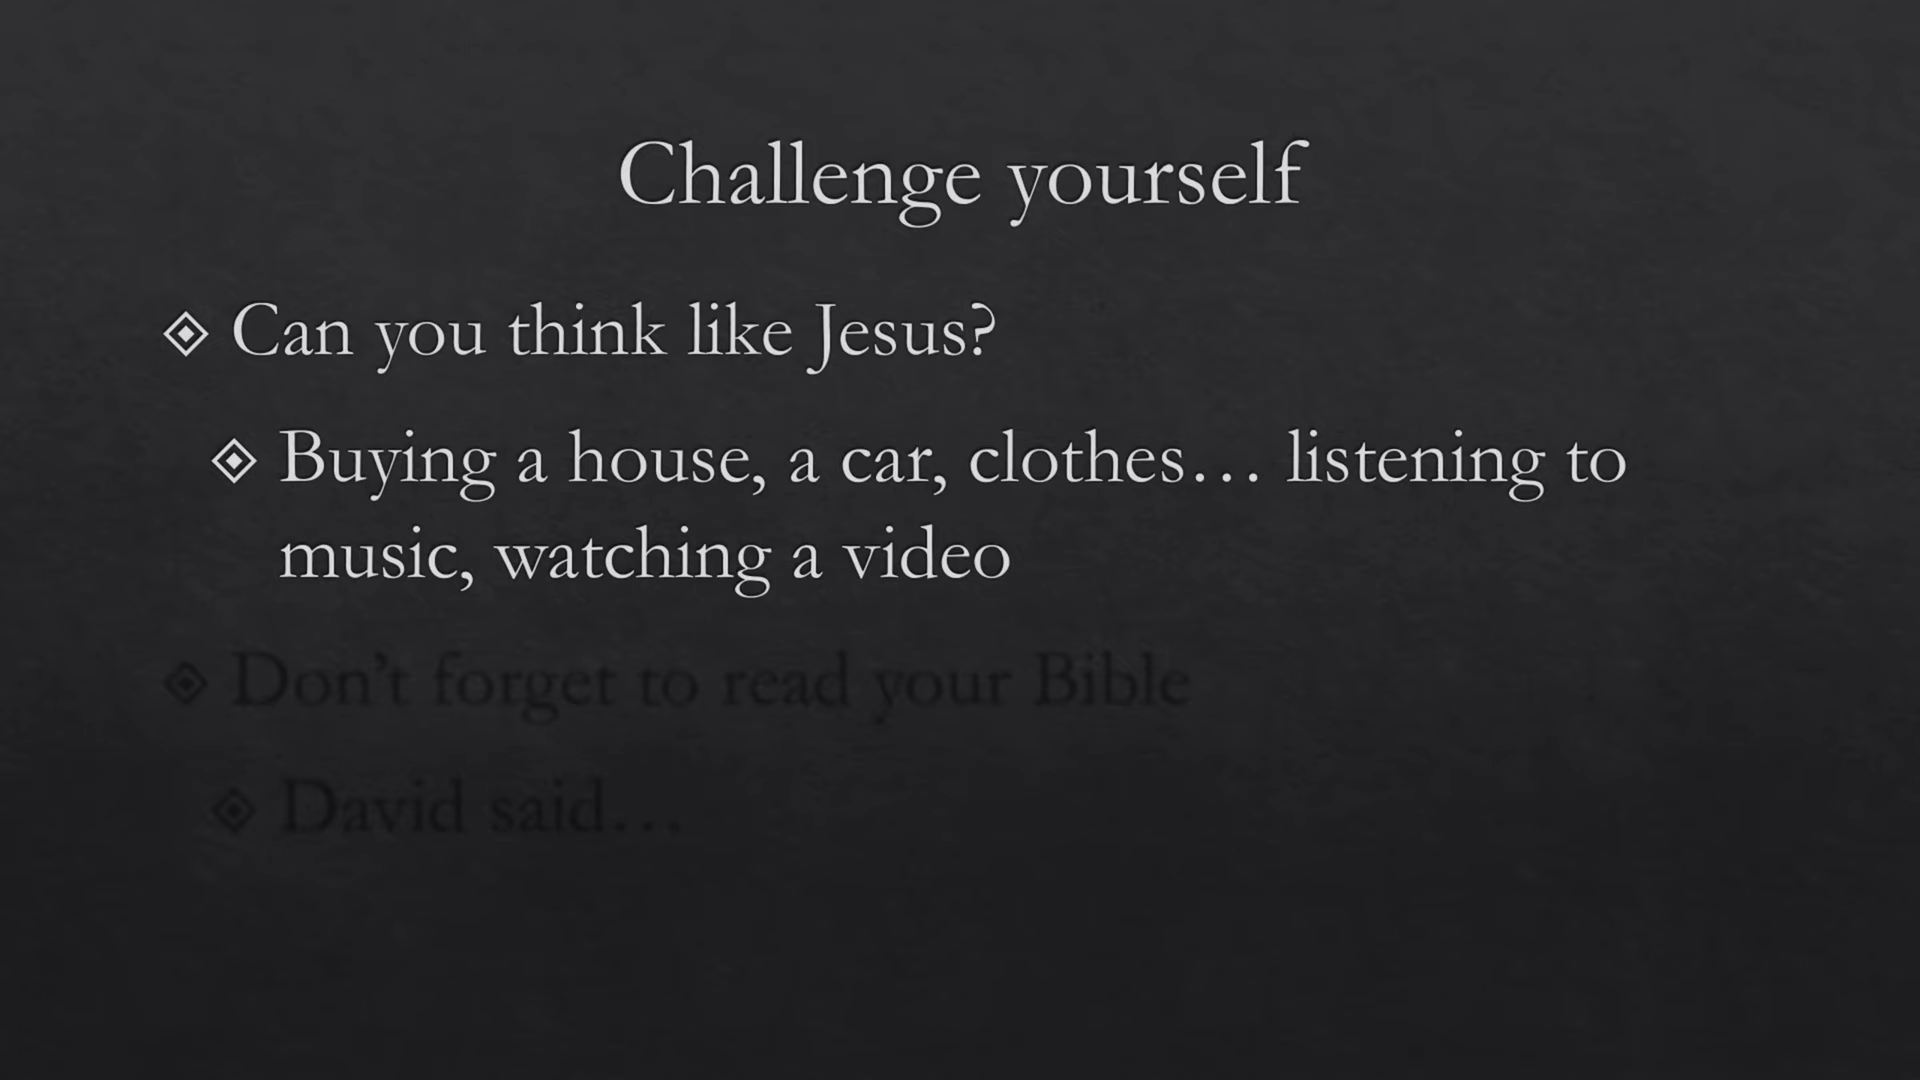 Challenge yourself
Can you think like Jesus?
Buying a house, a car, clothes… listening to
music, watching a video
Don't forget to read your Bible
David said…